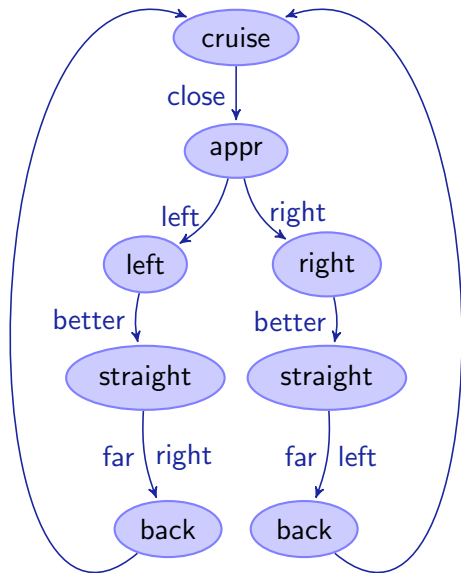 cruise
close
appr
left right
left right
better better
straight straight
far right far left
back back